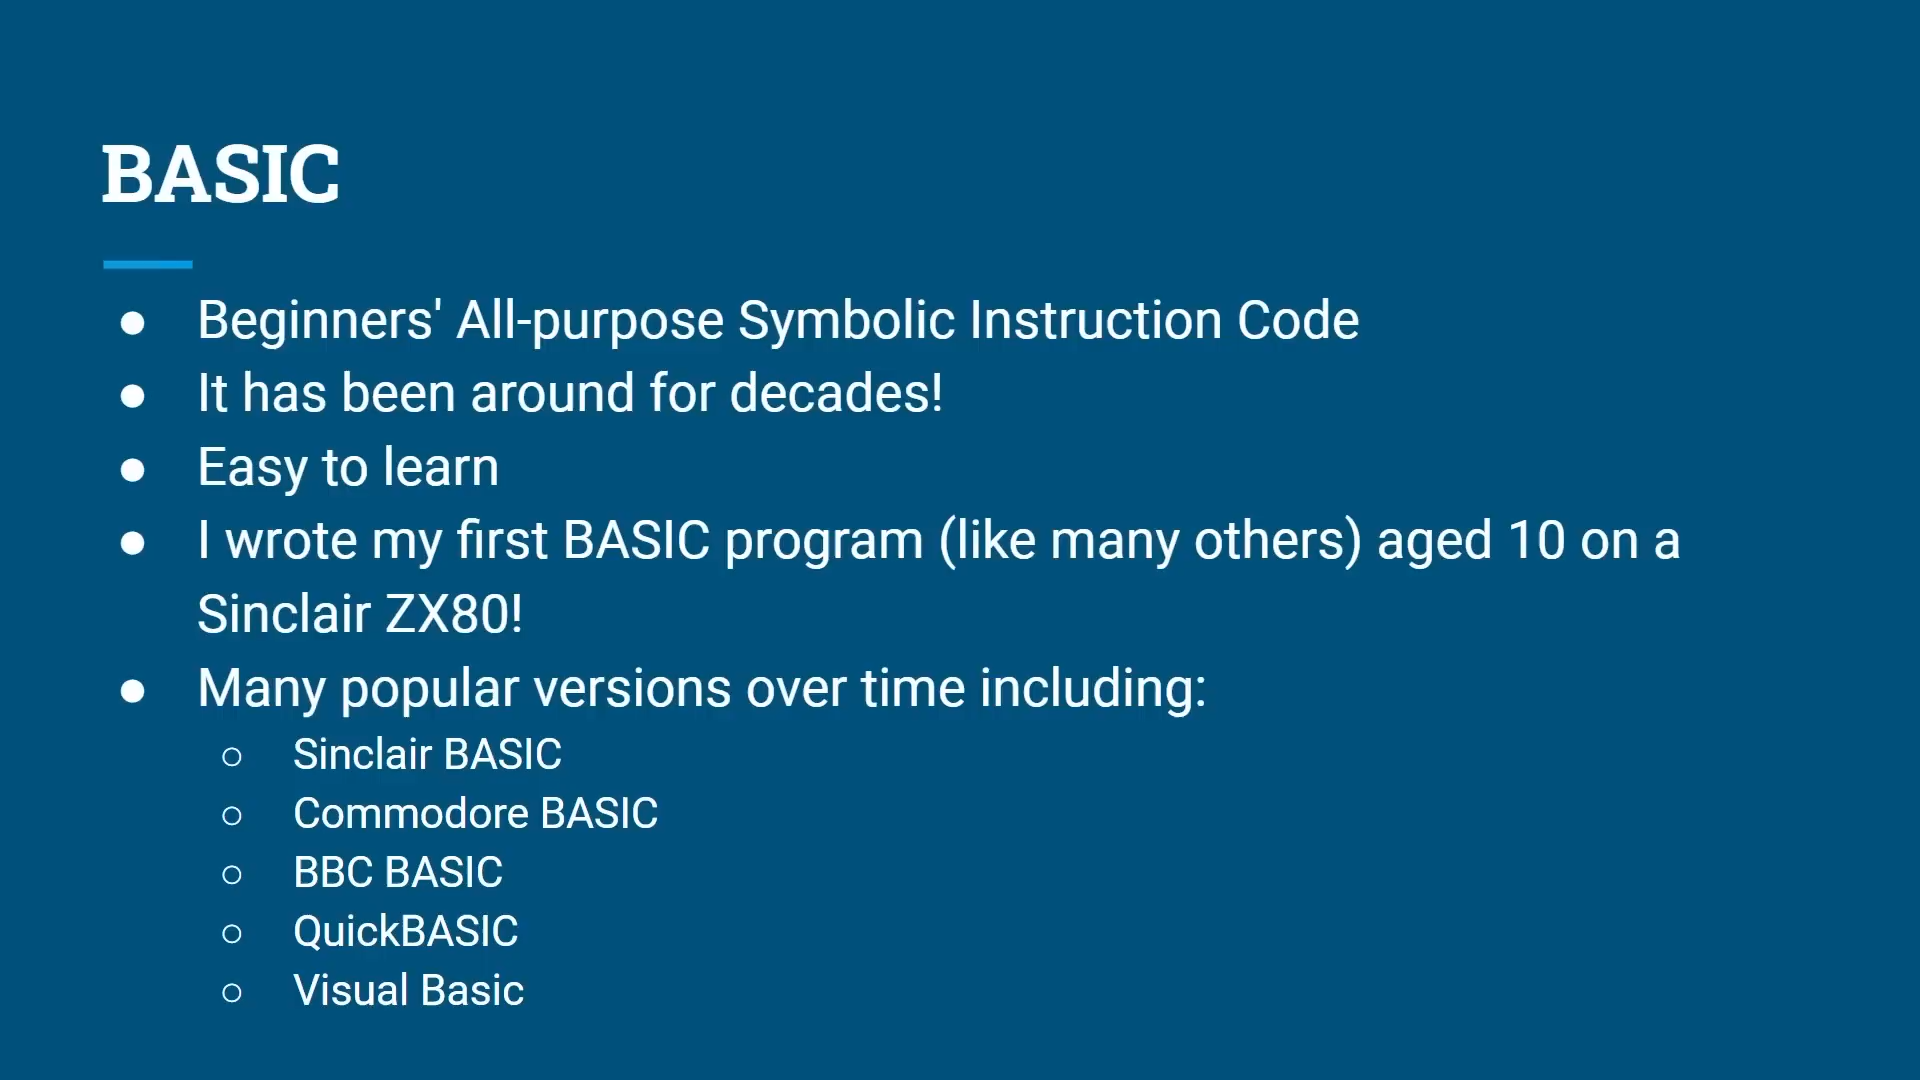 BASIC
● Beginners' All-purpose Symbolic Instruction Code
● It has been around for decades!
● Easy to learn
● I wrote my first BASIC program (like many others) aged 10 on a
Sinclair ZX80!
● Many popular versions over time including:
○ Sinclair BASIC
○ Commodore BASIC
○ BBC BASIC
○ QuickBASIC
○ Visual Basic